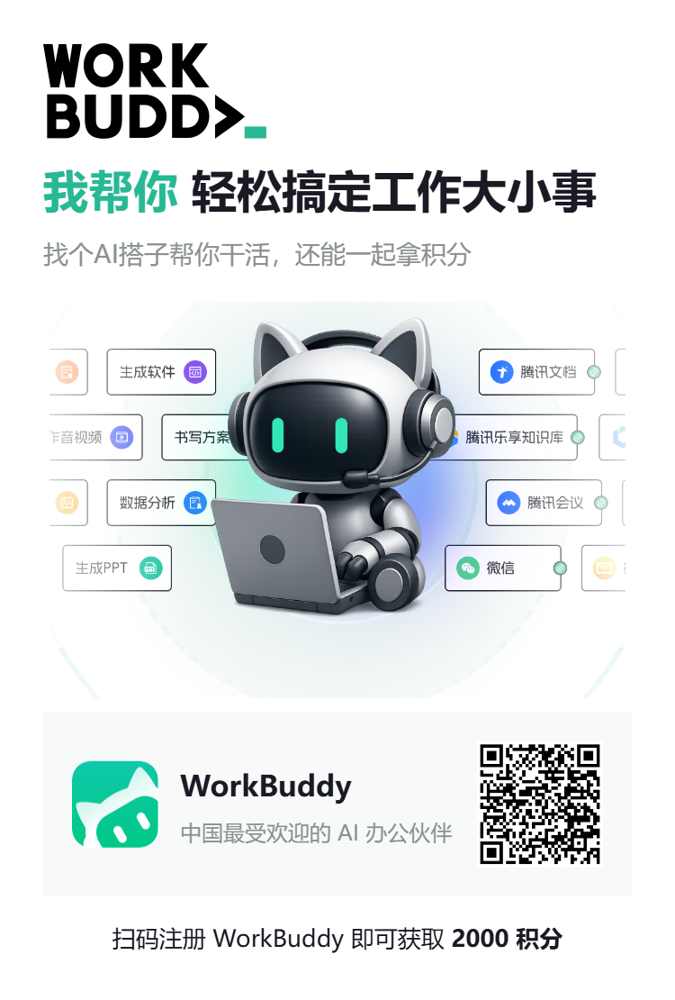 WORK
BUDD>_
我帮你 轻松搞定工作大小事
找个AI搭子帮你干活，还能一起拿积分
生成软件
腾讯文档
作音视频
书写方案
腾讯乐享知识库
数据分析
腾讯会议
生成PPT
微信
WorkBuddy
中国最受欢迎的 AI 办公伙伴
扫码注册 WorkBuddy 即可获取 2000 积分